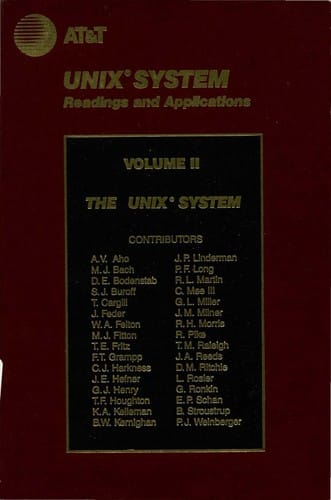 AT&T
UNIX® SYSTEM
Readings and Applications
VOLUME II
THE UNIX® SYSTEM
CONTRIBUTORS
A.V. Aho
M.J. Bach
D.E. Bodenstab
S.J. Buroff
T. Cargill
J. Feder
W.A. Felton
M.J. Fitton
T.E. Fritz
F.T. Grampp
C.J. Harkness
J.E. Hefner
G.J. Henry
T.F. Houghton
K.A. Kelleman
B.W. Kernighan
J.P. Linderman
P.F. Long
R.L. Martin
C. Mee III
G.L. Miller
J.M. Milner
R.H. Morris
R. Pike
T.M. Raleigh
J.A. Reeds
D.M. Ritchie
L. Rosler
G. Ronkin
E.P. Schan
B. Stroustrup
P.J. Weinberger